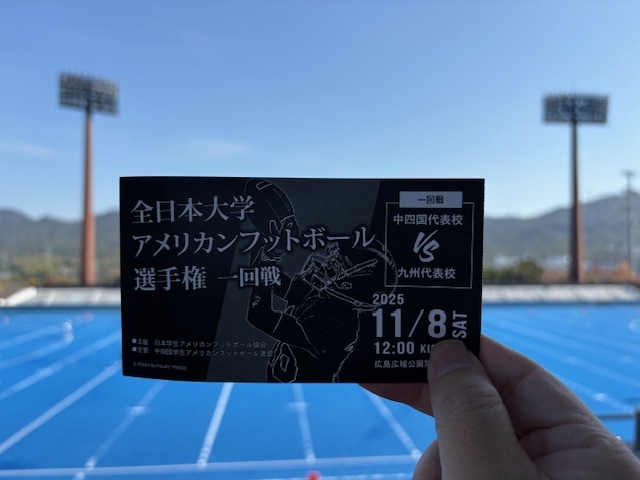 全日本大学
アメリカンフットボール
選手権 一回戦
■主催 日本学生アメリカンフットボール協会
■主管 中四国学生アメリカンフットボール連盟
一回戦
中四国代表校
VS
九州代表校
2025
11/8 SAT
12:00
広島広域公園